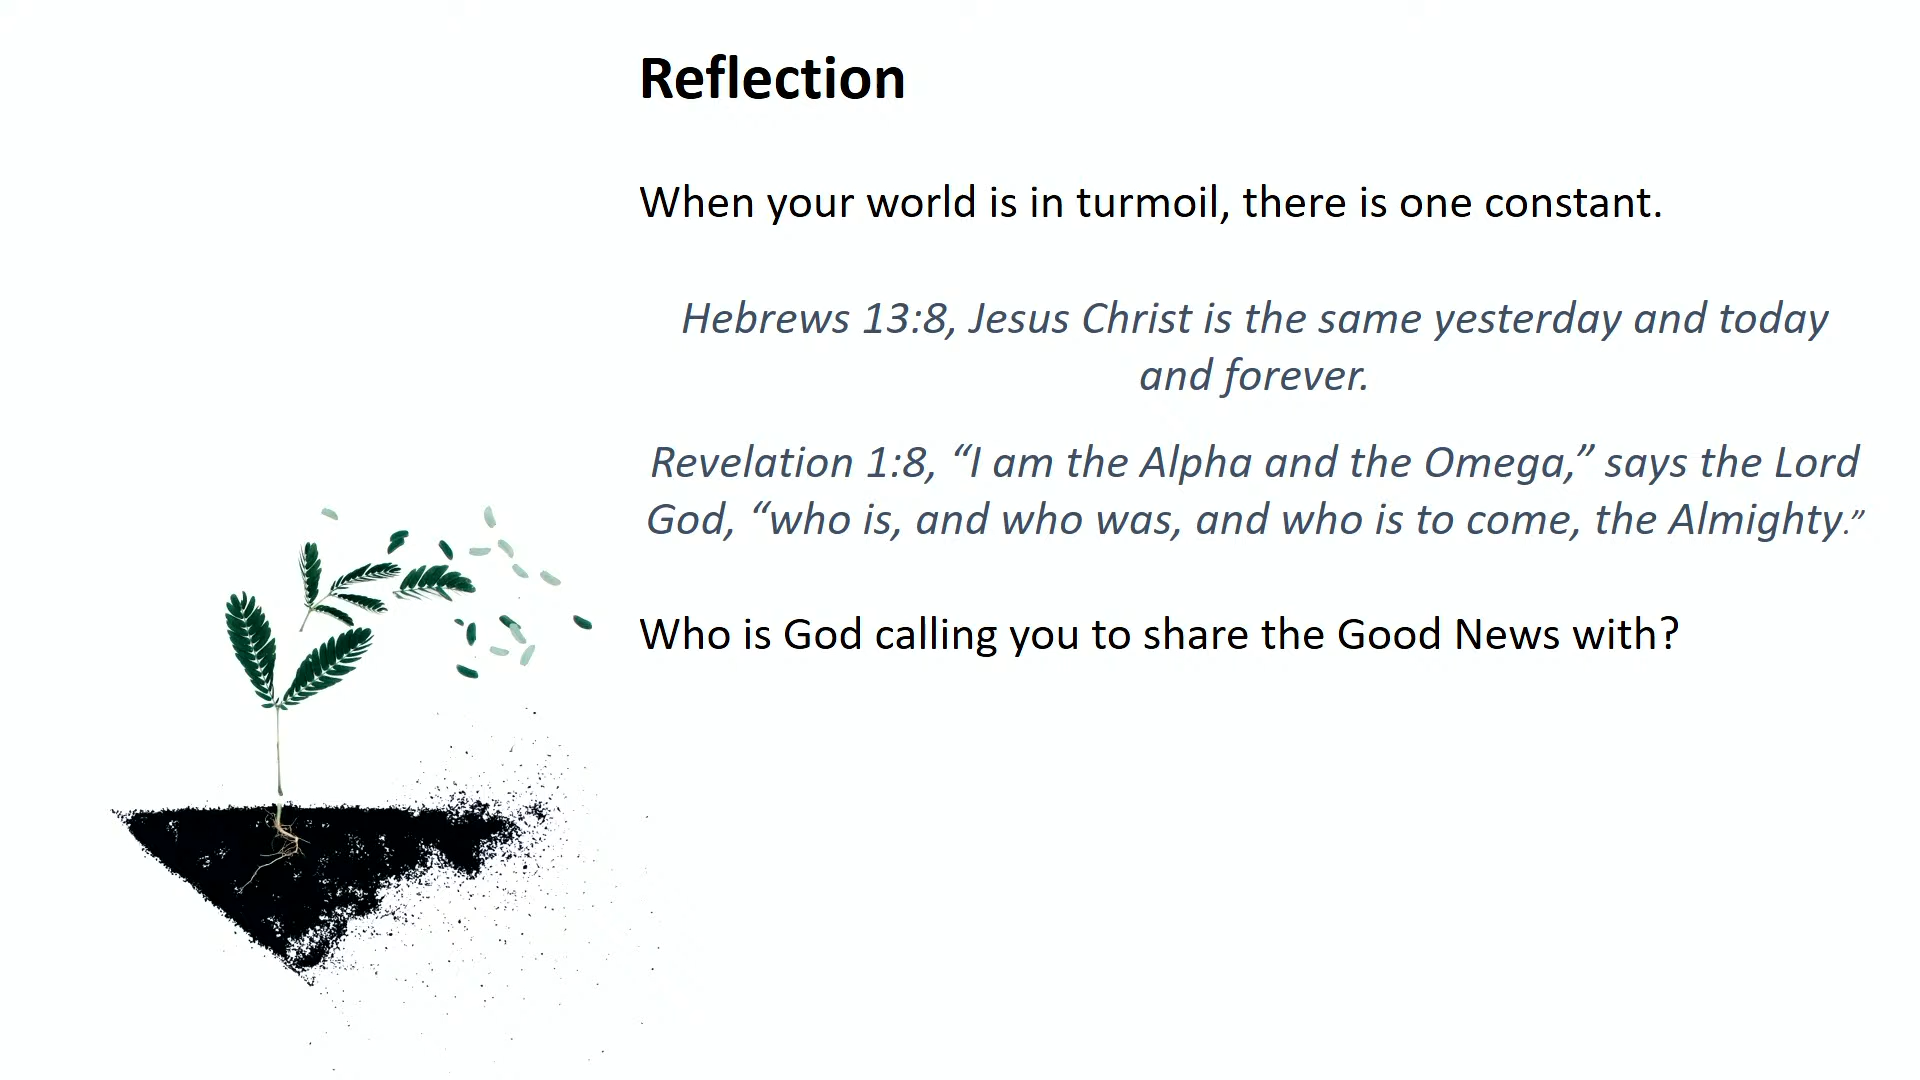 Reflection
When your world is in turmoil, there is one constant.
Hebrews 13:8, Jesus Christ is the same yesterday and today
and forever.
Revelation 1:8, “I am the Alpha and the Omega,” says the Lord
God, “who is, and who was, and who is to come, the Almighty.”
Who is God calling you to share the Good News with?